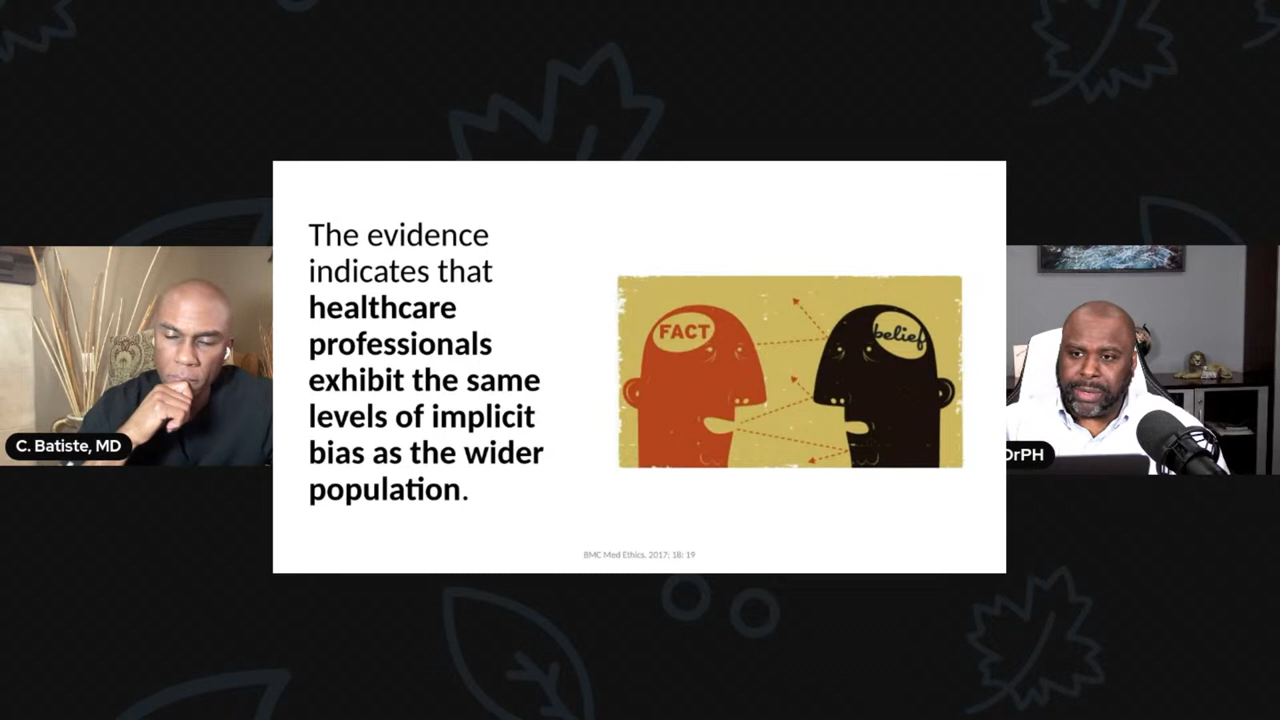 The evidence
indicates that
healthcare
professionals
exhibit the same
levels of implicit
bias as the wider
population.
FACT
belief
BMC Med Ethics. 2017; 18: 19
C. Batiste, MD
DrPH